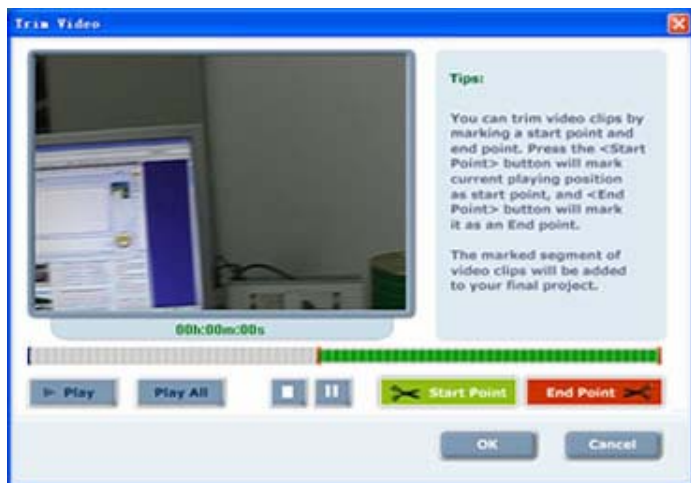 Trim Video
Tips:
You can trim video clips by
marking a start point and
end point. Press the <Start
Point> button will mark
current playing position
as start point, and <End
Point> button will mark
it as an End point.
The marked segment of
video clips will be added
to your final project.
00h:00m:00s
Play
Play All
Start Point
End Point
OK
Cancel